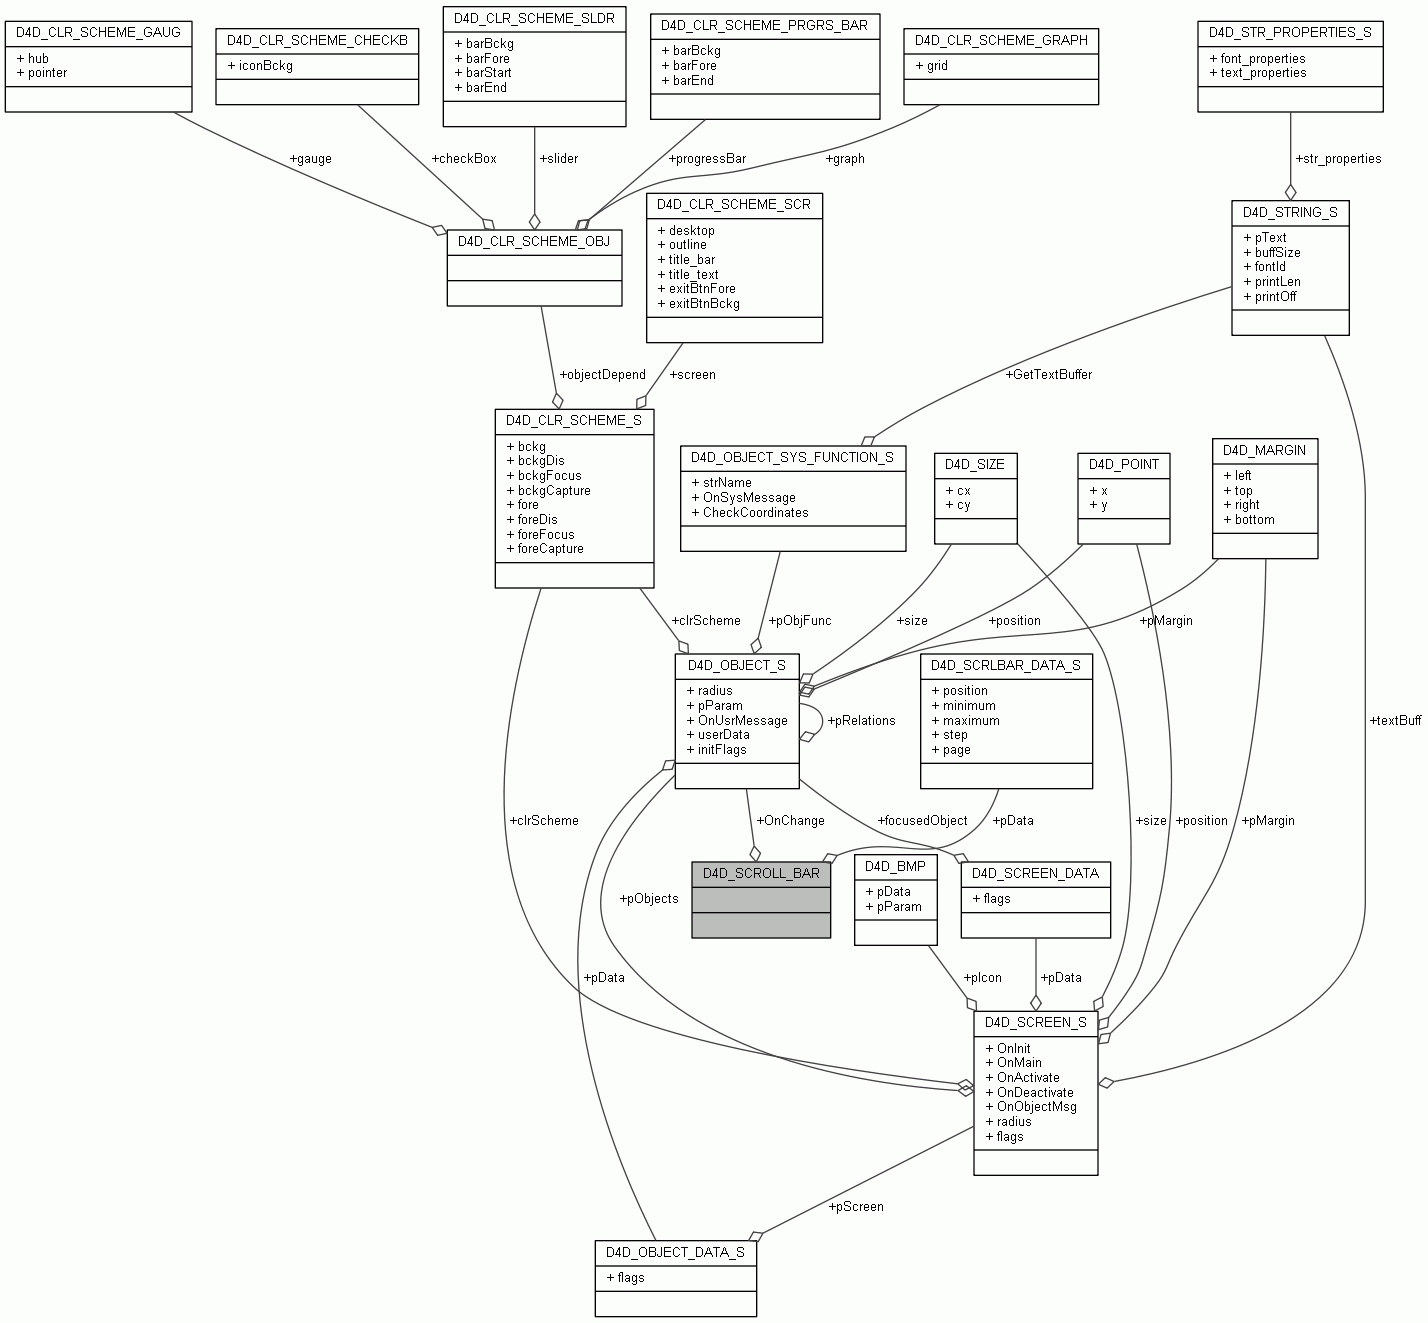 D4D_CLR_SCHEME_GAUG
+ hub
+ pointer
D4D_CLR_SCHEME_CHECKB
+ iconBckg
D4D_CLR_SCHEME_SLDR
+ barBckg
+ barFore
+ barStart
+ barEnd
D4D_CLR_SCHEME_PRGRS_BAR
+ barBckg
+ barFore
+ barEnd
D4D_CLR_SCHEME_GRAPH
+ grid
D4D_STR_PROPERTIES_S
+ font_properties
+ text_properties
+gauge
+checkBox
+slider
+progressBar
+graph
+str_properties
D4D_CLR_SCHEME_OBJ
D4D_CLR_SCHEME_SCR
+ desktop
+ outline
+ title_bar
+ title_text
+ exitBtnFore
+ exitBtnBckg
D4D_STRING_S
+ pText
+ buffSize
+ fontId
+ printLen
+ printOff
+objectDepend
+screen
+GetTextBuffer
D4D_CLR_SCHEME_S
+ bckg
+ bckgDis
+ bckgFocus
+ bckgCapture
+ fore
+ foreDis
+ foreFocus
+ foreCapture
D4D_OBJECT_SYS_FUNCTION_S
+ strName
+ OnSysMessage
+ CheckCoordinates
D4D_SIZE
+ cx
+ cy
D4D_POINT
+ x
+ y
D4D_MARGIN
+ left
+ top
+ right
+ bottom
+clrScheme
+pObjFunc
+size
+position
+pMargin
D4D_OBJECT_S
+ radius
+ pParam
+ OnUsrMessage
+ userData
+ initFlags
+pRelations
D4D_SCRLBAR_DATA_S
+ position
+ minimum
+ maximum
+ step
+ page
+textBuff
+clrScheme
+OnChange
+focusedObject
+pData
+size
+position
+pMargin
+pObjects
D4D_SCROLL_BAR
D4D_BMP
+ pData
+ pParam
D4D_SCREEN_DATA
+ flags
+pData
+pIcon
+pData
D4D_SCREEN_S
+ OnInit
+ OnMain
+ OnActivate
+ OnDeactivate
+ OnObjectMsg
+ radius
+ flags
+pScreen
D4D_OBJECT_DATA_S
+ flags